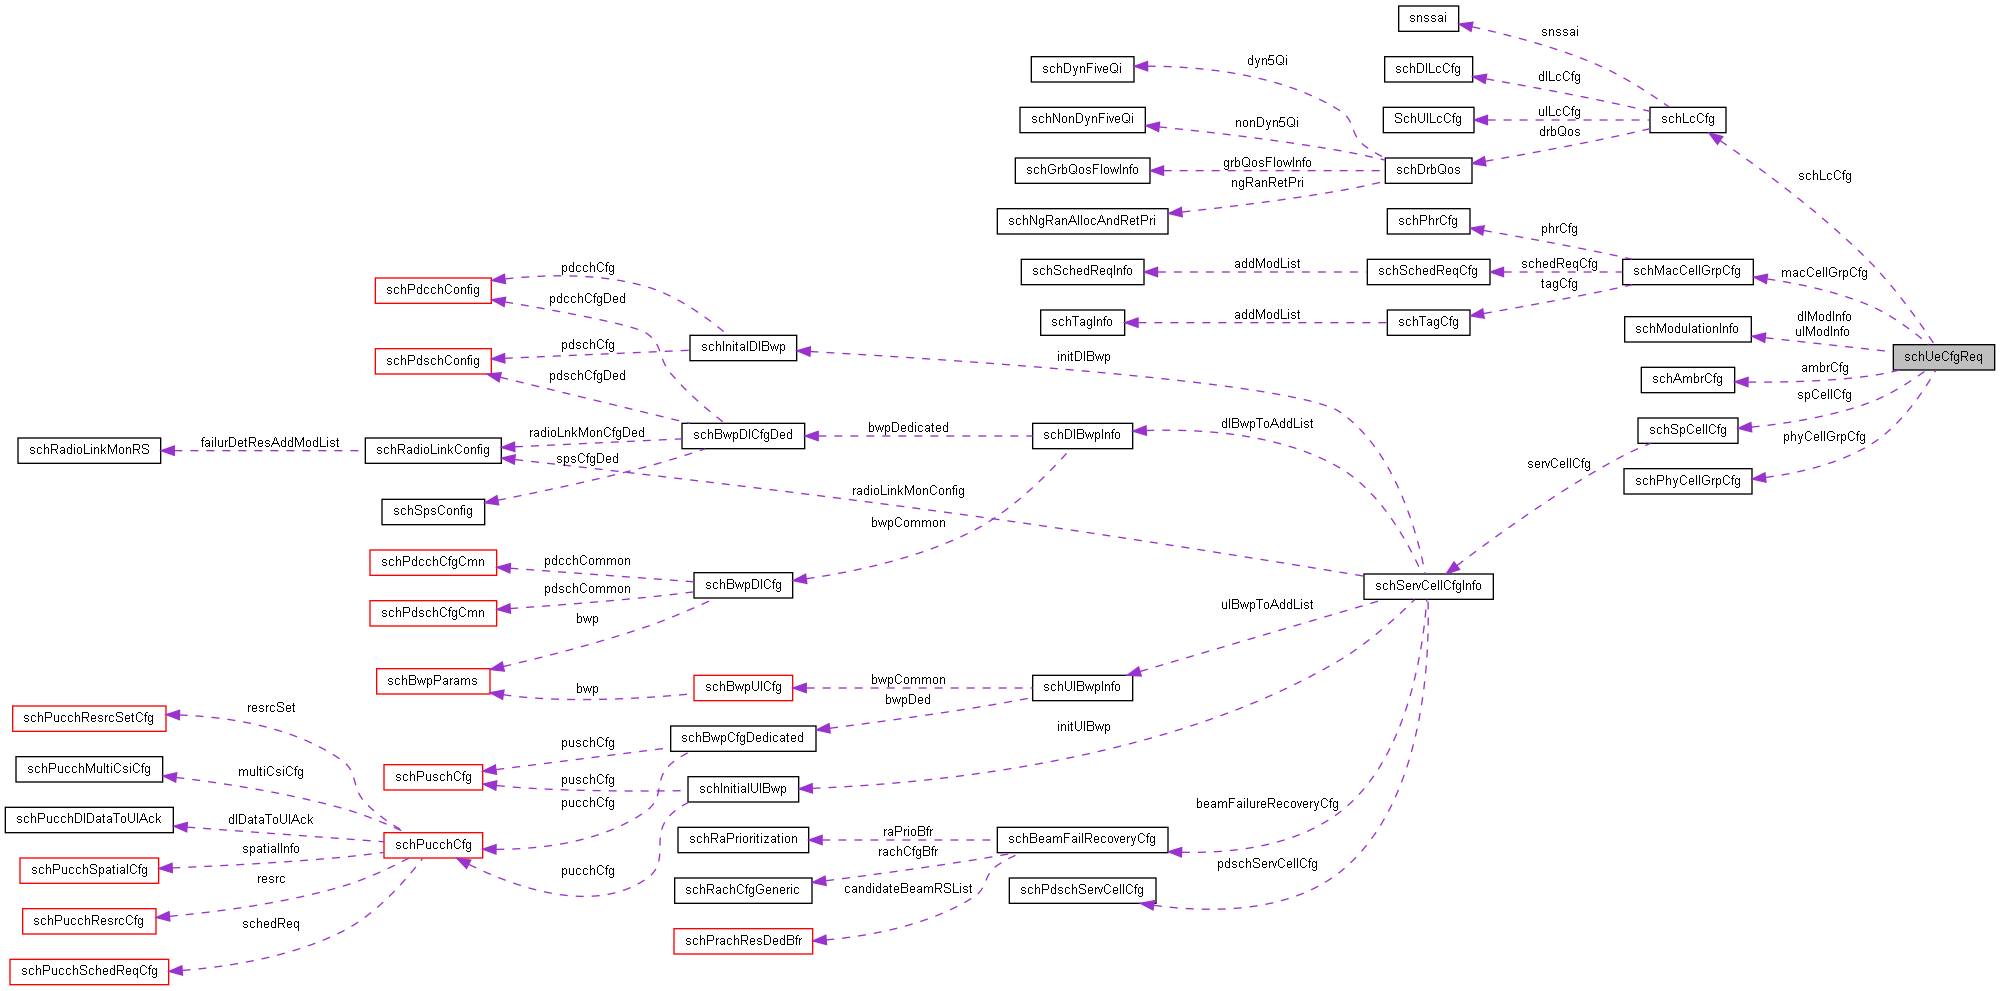 snssai
snssai
schDynFiveQi
dyn5Qi
schDlLcCfg
dlLcCfg
schNonDynFiveQi
nonDyn5Qi
SchUlLcCfg
ulLcCfg
schLcCfg
drbQos
schGrbQosFlowInfo
grbQosFlowInfo
schDrbQos
schLcCfg
ngRanRetPri
schNgRanAllocAndRetPri
schPhrCfg
phrCfg
schSchedReqInfo
addModList
schSchedReqCfg
schedReqCfg
schMacCellGrpCfg
macCellGrpCfg
tagCfg
schTagInfo
addModList
schTagCfg
schModulationInfo
dlModInfo
ulModInfo
schUeCfgReq
schAmbrCfg
ambrCfg
spCellCfg
schSpCellCfg
phyCellGrpCfg
schPhyCellGrpCfg
servCellCfg
pdcchCfg
schPdcchConfig
pdcchCfgDed
schInitalDlBwp
pdschCfg
schPdschConfig
pdschCfgDed
initDlBwp
schRadioLinkMonRS
failurDetResAddModList
schRadioLinkConfig
radioLnkMonCfgDed
schBwpDlCfgDed
bwpDedicated
schDlBwpInfo
dlBwpToAddList
spsCfgDed
schSpsConfig
radioLinkMonConfig
bwpCommon
schPdcchCfgCmn
pdcchCommon
schBwpDlCfg
schServCellCfgInfo
pdschCommon
schPdschCfgCmn
bwp
ulBwpToAddList
schBwpParams
bwp
schBwpUlCfg
bwpCommon
schUlBwpInfo
bwpDed
schPucchResrcSetCfg
resrcSet
schBwpCfgDedicated
initUlBwp
puschCfg
schPucchMultiCsiCfg
multiCsiCfg
schPuschCfg
puschCfg
schInitialUlBwp
pucchCfg
beamFailureRecoveryCfg
schPucchDlDataToUlAck
dlDataToUlAck
schPucchCfg
schRaPrioritization
raPrioBfr
schBeamFailRecoveryCfg
spatialInfo
rachCfgBfr
schPucchSpatialCfg
pucchCfg
pdschServCellCfg
resrc
schRachCfgGeneric
candidateBeamRSList
schPdschServCellCfg
schPucchResrcCfg
schedReq
schPrachResDedBfr
schPucchSchedReqCfg